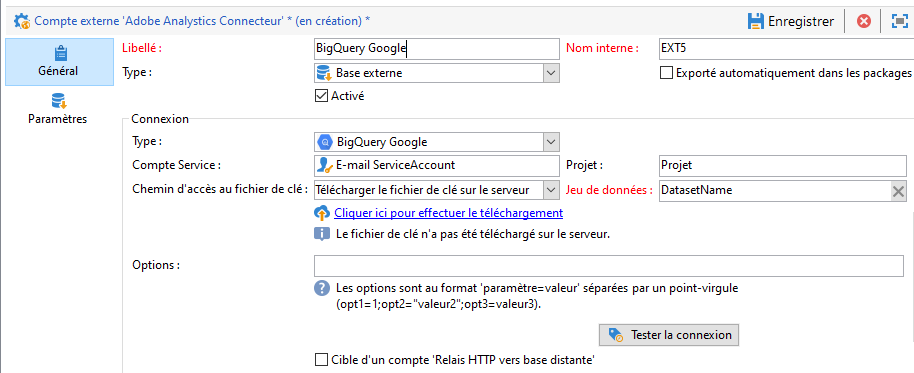 Compte externe 'Adobe Analystics Connecteur' * (en création) *
Enregistrer
Général
Paramètres
Libellé :
BigQuery Google
Nom interne :
EXT5
Type :
Base externe
Exporté automatiquement dans les packages
Activé
Connexion
Type :
BigQuery Google
Compte Service :
E-mail ServiceAccount
Projet :
Projet
Chemin d'accès au fichier de clé :
Télécharger le fichier de clé sur le serveur
Jeu de données :
DatasetName
Cliquer ici pour effectuer le téléchargement
Le fichier de clé n'a pas été téléchargé sur le serveur.
Options :
Les options sont au format 'paramètre=valeur' séparées par un point-virgule
(opt1=1;opt2="valeur2";opt3=valeur3).
Tester la connexion
Cible d'un compte 'Relais HTTP vers base distante'